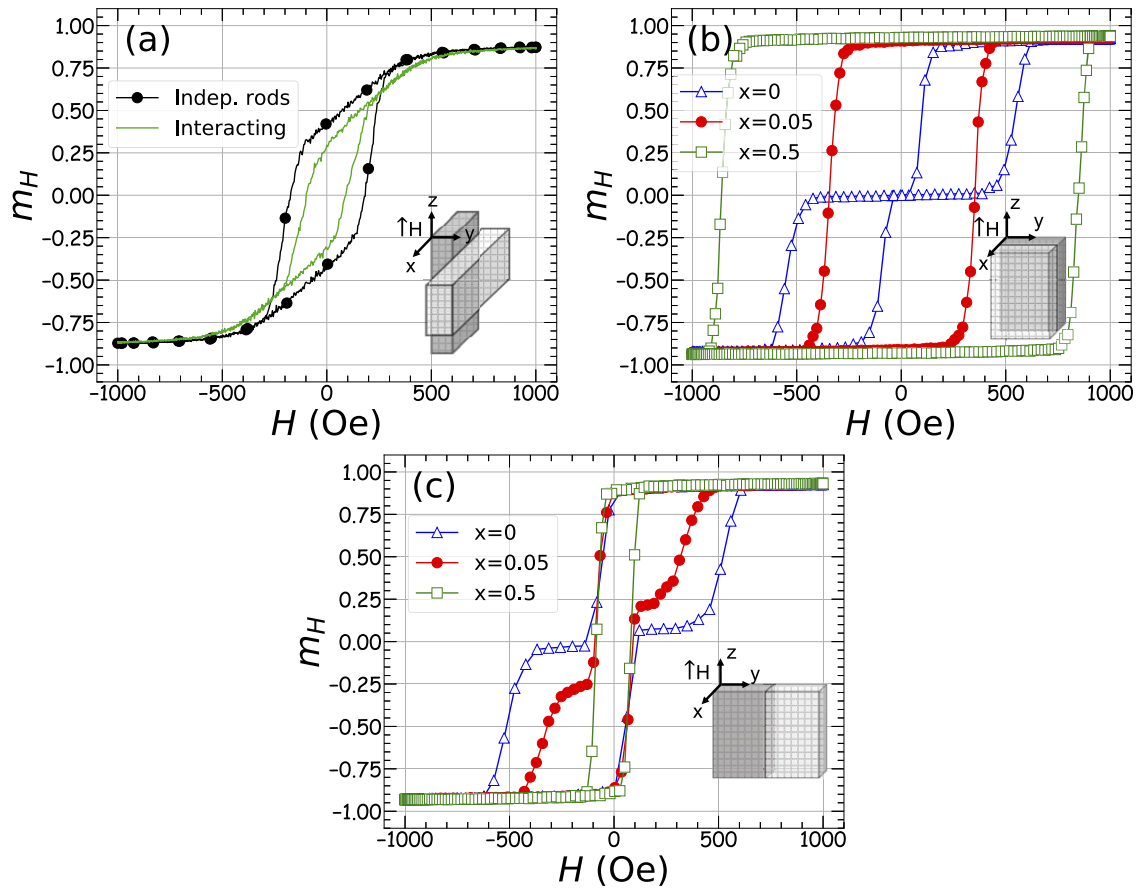 (a)
1.00
0.75
0.50
0.25
0.00
−0.25
−0.50
−0.75
−1.00
m_H
Indep. rods
Interacting
z
↑H
y
x
−1000
−500
0
500
1000
H (Oe)
(b)
1.00
0.75
0.50
0.25
0.00
−0.25
−0.50
−0.75
−1.00
m_H
x=0
x=0.05
x=0.5
z
↑H
y
x
−1000
−500
0
500
1000
H (Oe)
(c)
1.00
0.75
0.50
0.25
0.00
−0.25
−0.50
−0.75
−1.00
m_H
x=0
x=0.05
x=0.5
z
↑H
y
x
−1000
−500
0
500
1000
H (Oe)